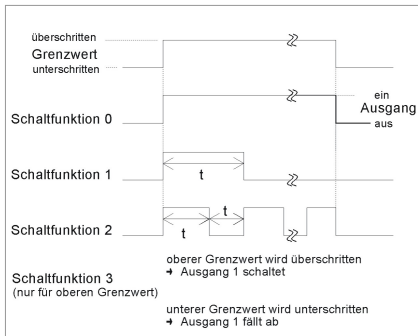 überschritten
Grenzwert
unterschritten
ein
Ausgang
aus
Schaltfunktion 0
Schaltfunktion 1
t
Schaltfunktion 2
t
t
oberer Grenzwert wird überschritten
➔ Ausgang 1 schaltet
Schaltfunktion 3
(nur für oberen Grenzwert)
unterer Grenzwert wird unterschritten
➔ Ausgang 1 fällt ab